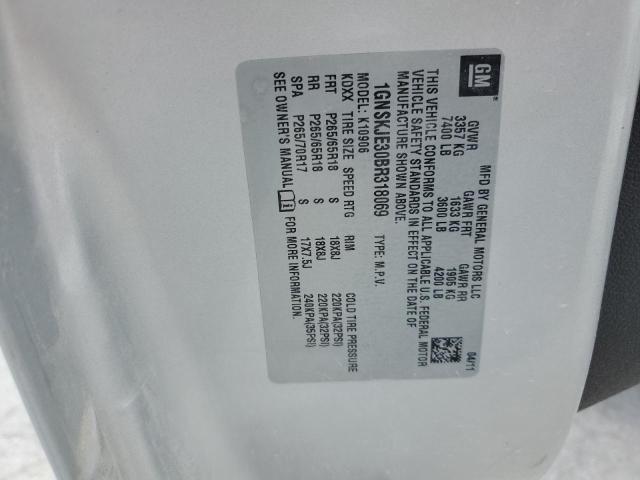 GM
MFD BY GENERAL MOTORS LLC
GVWR GAWR FRT GAWR RR
3357 KG 1633 KG 1905 KG
7400 LB 3600 LB 4200 LB
04/11
THIS VEHICLE CONFORMS TO ALL APPLICABLE U.S. FEDERAL MOTOR
VEHICLE SAFETY STANDARDS IN EFFECT ON THE DATE OF
MANUFACTURE SHOWN ABOVE.
1GNSKJE30BR318069 TYPE: M.P.V.
MODEL: K10906
KDXX TIRE SIZE SPEED RTG RIM COLD TIRE PRESSURE
FRT P265/65R18 S 18X8J 220KPA(32PSI)
RR P265/65R18 S 18X8J 220KPA(32PSI)
SPA P265/70R17 S 17X7.5J 240KPA(35PSI)
SEE OWNER'S MANUAL FOR MORE INFORMATION.